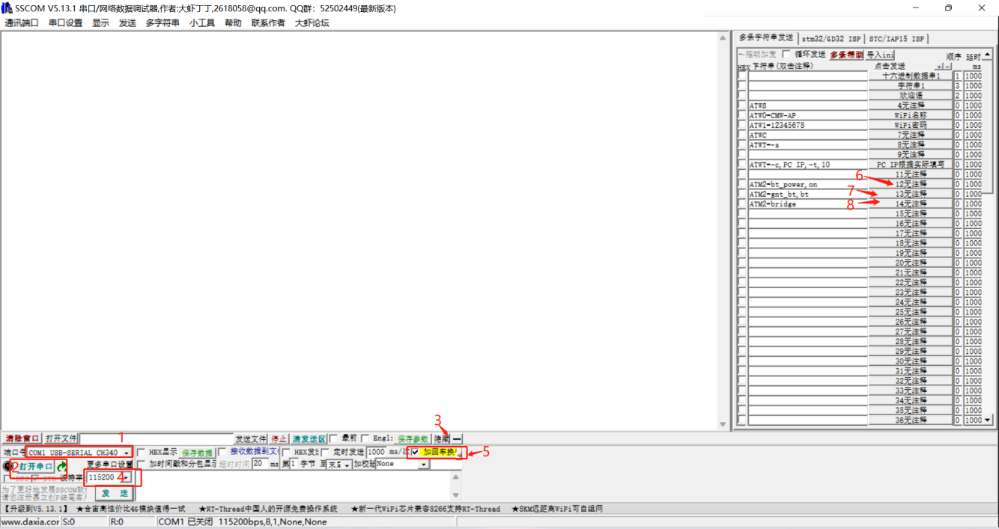 SSCOM V5.13.1 串口/网络数据调试器,作者:大虾丁丁,2618058@qq.com. QQ群: 52502449(最新版本)
通讯端口 串口设置 显示 发送 多字符串 小工具 帮助 联系作者 大虾论坛
多条字符串发送 stm32/GD32 ISP STC/IAP15 ISP
←拖动加宽 循环发送 多条帮助 导入ini 顺序 延时
HEX 字符串(双击注释) 点击发送 + - ms
十六进制数据串1 1 1000
字符串1 3 1000
欢迎语 2 1000
ATWS 4无注释 0 1000
ATW0=CMW-AP WiFi名称 0 1000
ATW1=12345678 WiFi密码 0 1000
ATWC 7无注释 0 1000
ATWT=-s 8无注释 0 1000
9无注释 0 1000
ATWT=-c,PC IP,-t,10 PC IP根据实际填写 0 1000
11无注释 0 1000
6
ATM2=bt_power,on 12无注释 0 1000
7
ATM2=gnt_bt,bt 13无注释 0 1000
8
ATM2=bridge 14无注释 0 1000
15无注释 0 1000
16无注释 0 1000
17无注释 0 1000
18无注释 0 1000
19无注释 0 1000
20无注释 0 1000
21无注释 0 1000
22无注释 0 1000
23无注释 0 1000
24无注释 0 1000
25无注释 0 1000
26无注释 0 1000
27无注释 0 1000
28无注释 0 1000
29无注释 0 1000
30无注释 0 1000
31无注释 0 1000
32无注释 0 1000
33无注释 0 1000
34无注释 0 1000
35无注释 0 1000
36无注释 0 1000
3
清除窗口 打开文件 1 发送文件 停止 清发送区 最前 Engli 保存参数 隐藏
端口号 COM1 USB-SERIAL CH340 HEX显示 保存数据 接收数据到文 HEX发 定时发送 1000 ms/次 加回车换 5
2 打开串口 更多串口设置 加时间戳和分包显示 超时时间 20 ms 第1 字节 至 末尾 加校验 None
波特率 115200 4
为了更好地发展SSCOM软
请您注册嘉立创F结尾客
发 送
【升级到V5.13.1】 ★合宙高性价比4G模块值得一试 ★RT-Thread中国人的开源免费操作系统 ★新一代WiFi芯片兼容8266支持RT-Thread ★8KM远距离WiFi可自组网
www.daxia.cor S:0 R:0 COM1 已关闭 115200bps,8,1,None,None